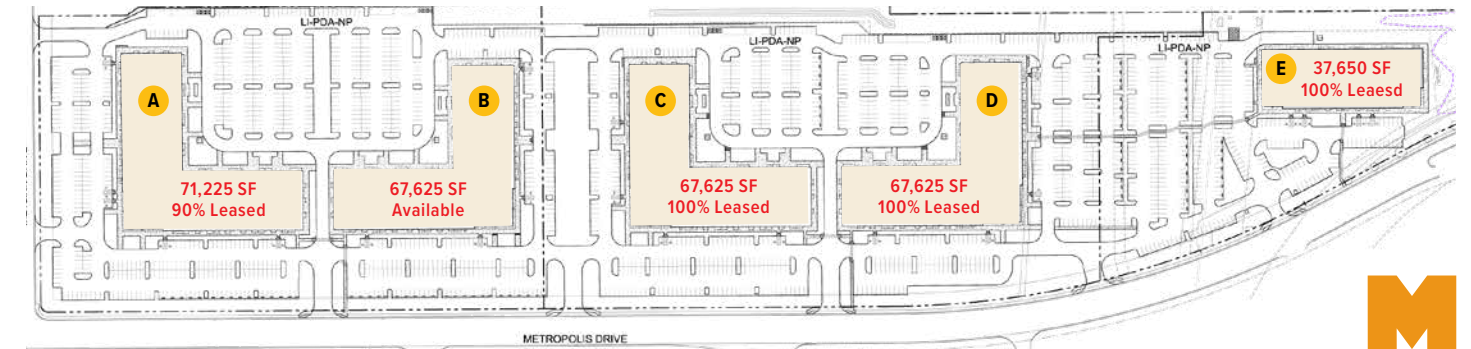 LI-PDA-NP
LI-PDA-NP
LI-PDA-NP
A
B
C
D
E
37,650 SF
100% Leaesd
71,225 SF
90% Leased
67,625 SF
Available
67,625 SF
100% Leased
67,625 SF
100% Leased
METROPOLIS DRIVE
M